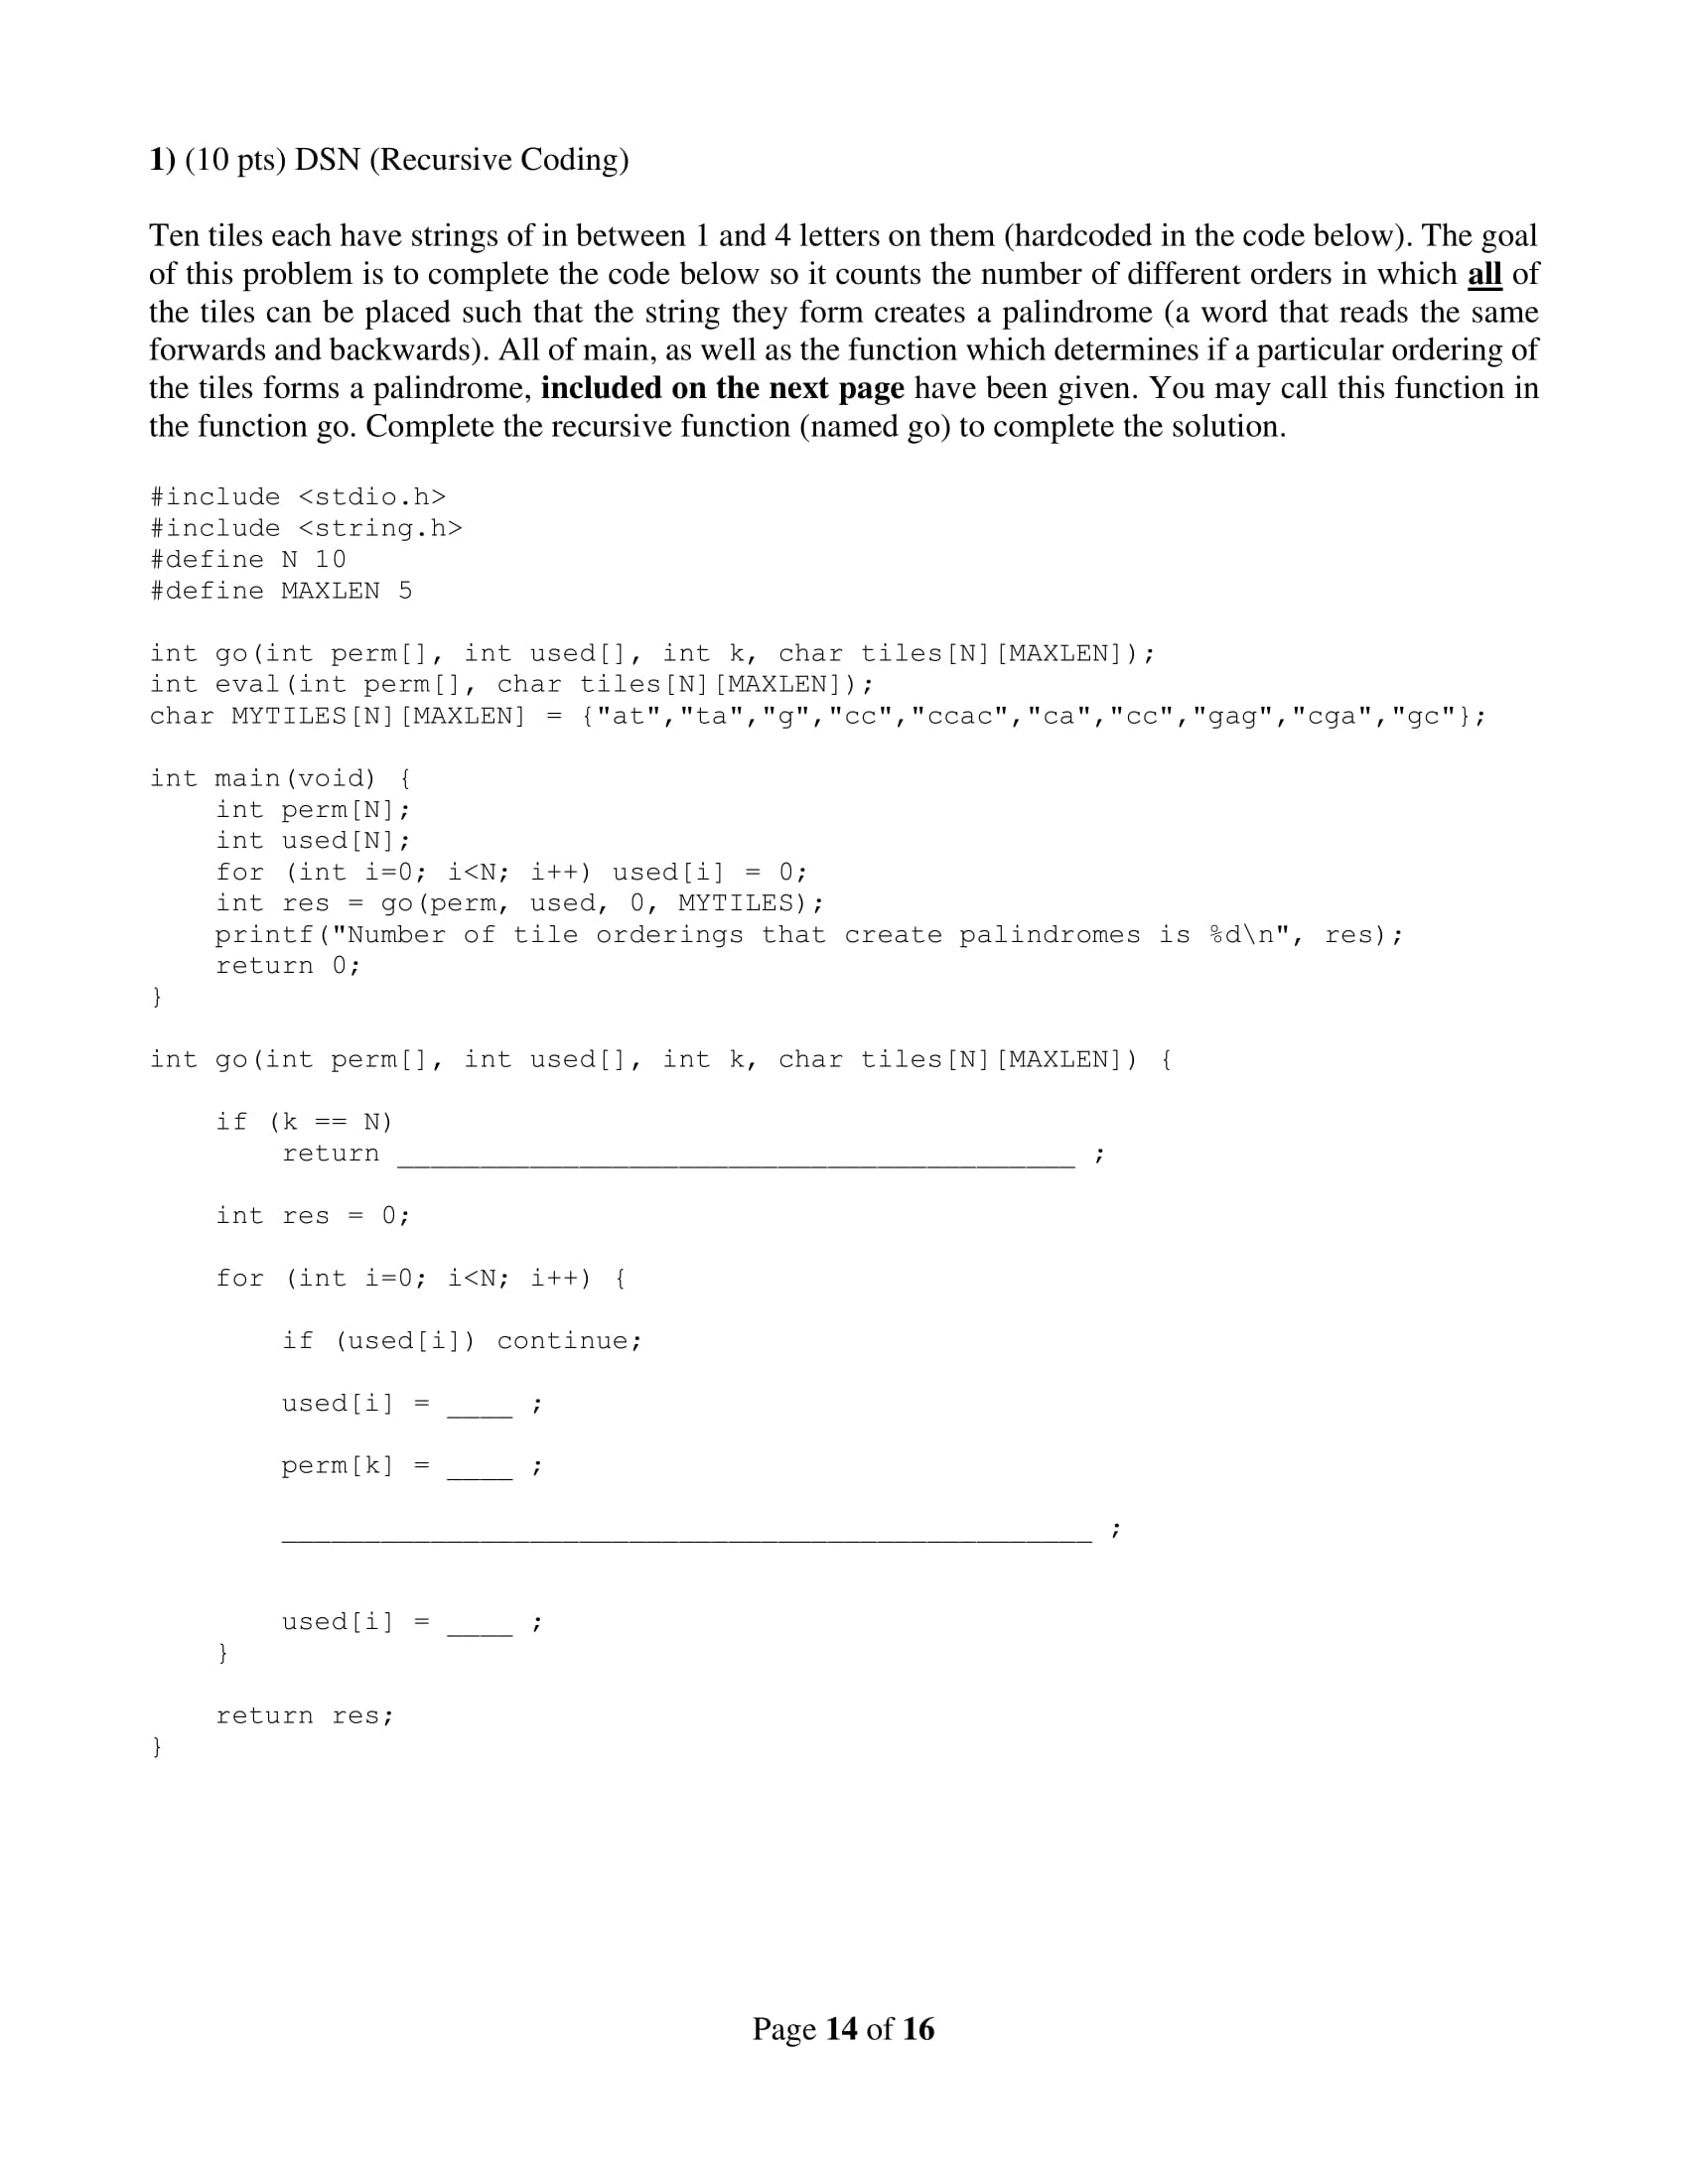 1) (10 pts) DSN (Recursive Coding)
Ten tiles each have strings of in between 1 and 4 letters on them (hardcoded in the code below). The goal
of this problem is to complete the code below so it counts the number of different orders in which all of
the tiles can be placed such that the string they form creates a palindrome (a word that reads the same
forwards and backwards). All of main, as well as the function which determines if a particular ordering of
the tiles forms a palindrome, included on the next page have been given. You may call this function in
the function go. Complete the recursive function (named go) to complete the solution.
#include <stdio.h>
#include <string.h>
#define N 10
#define MAXLEN 5
int go(int perm[], int used[], int k, char tiles[N][MAXLEN]);
int eval(int perm[], char tiles[N][MAXLEN]);
char MYTILES[N][MAXLEN] = {"at","ta","g","cc","ccac","ca","cc","gag","cga","gc"};
int main(void) {
    int perm[N];
    int used[N];
    for (int i=0; i<N; i++) used[i] = 0;
    int res = go(perm, used, 0, MYTILES);
    printf("Number of tile orderings that create palindromes is %d\n", res);
    return 0;
}
int go(int perm[], int used[], int k, char tiles[N][MAXLEN]) {
    if (k == N)
        return _________________________________________ ;
    int res = 0;
    for (int i=0; i<N; i++) {
        if (used[i]) continue;
        used[i] = ____ ;
        perm[k] = ____ ;
        ___________________________________________________ ;
        used[i] = ____ ;
    }
    return res;
}
Page 14 of 16